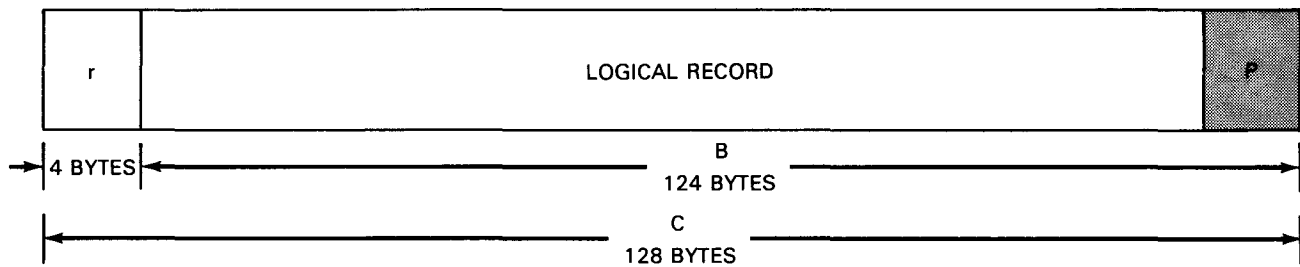 r LOGICAL RECORD P
4 BYTES
B
124 BYTES
C
128 BYTES